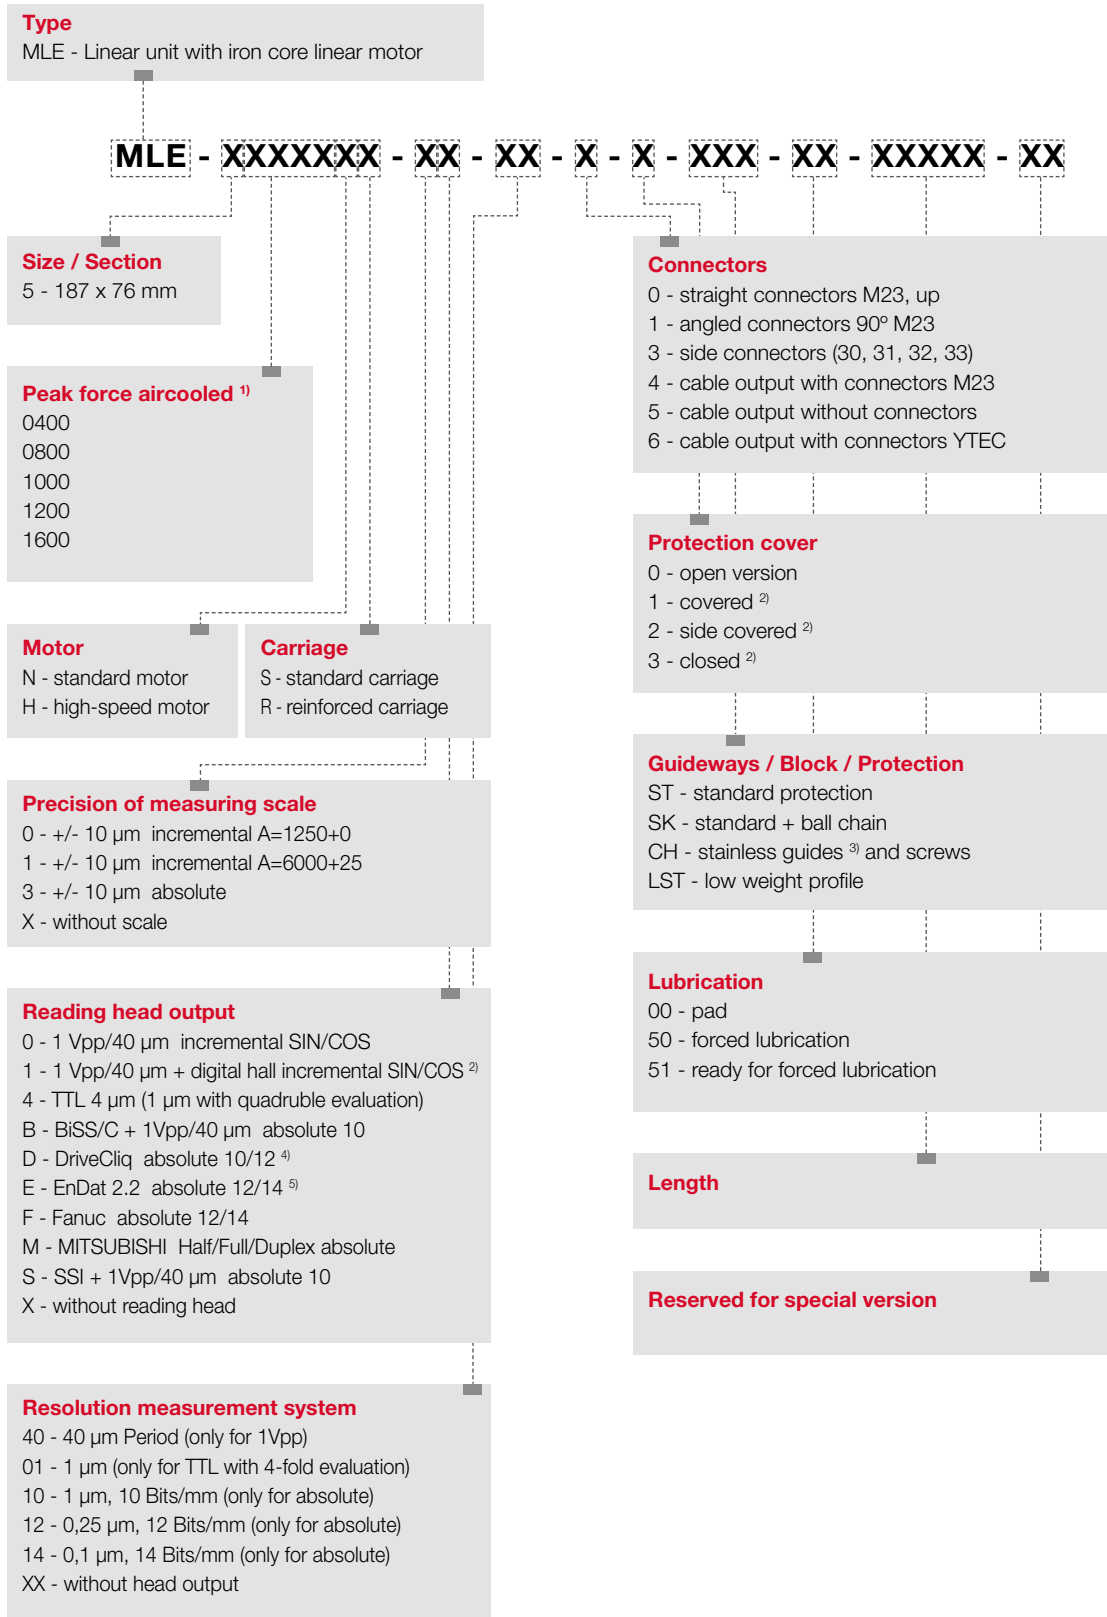 Type
MLE - Linear unit with iron core linear motor
MLE - XXXXXXX - XX - XX - X - X - XXX - XX - XXXXX - XX
Size / Section
5 - 187 x 76 mm
Peak force aircooled 1)
0400
0800
1000
1200
1600
Motor
N - standard motor
H - high-speed motor
Carriage
S - standard carriage
R - reinforced carriage
Precision of measuring scale
0 - +/- 10 µm incremental A=1250+0
1 - +/- 10 µm incremental A=6000+25
3 - +/- 10 µm absolute
X - without scale
Reading head output
0 - 1 Vpp/40 µm incremental SIN/COS
1 - 1 Vpp/40 µm + digital hall incremental SIN/COS 2)
4 - TTL 4 µm (1 µm with quadruble evaluation)
B - BiSS/C + 1Vpp/40 µm absolute 10
D - DriveCliq absolute 10/12 4)
E - EnDat 2.2 absolute 12/14 5)
F - Fanuc absolute 12/14
M - MITSUBISHI Half/Full/Duplex absolute
S - SSI + 1Vpp/40 µm absolute 10
X - without reading head
Resolution measurement system
40 - 40 µm Period (only for 1Vpp)
01 - 1 µm (only for TTL with 4-fold evaluation)
10 - 1 µm, 10 Bits/mm (only for absolute)
12 - 0,25 µm, 12 Bits/mm (only for absolute)
14 - 0,1 µm, 14 Bits/mm (only for absolute)
XX - without head output
Connectors
0 - straight connectors M23, up
1 - angled connectors 90º M23
3 - side connectors (30, 31, 32, 33)
4 - cable output with connectors M23
5 - cable output without connectors
6 - cable output with connectors YTEC
Protection cover
0 - open version
1 - covered 2)
2 - side covered 2)
3 - closed 2)
Guideways / Block / Protection
ST - standard protection
SK - standard + ball chain
CH - stainless guides 3) and screws
LST - low weight profile
Lubrication
00 - pad
50 - forced lubrication
51 - ready for forced lubrication
Length
Reserved for special version